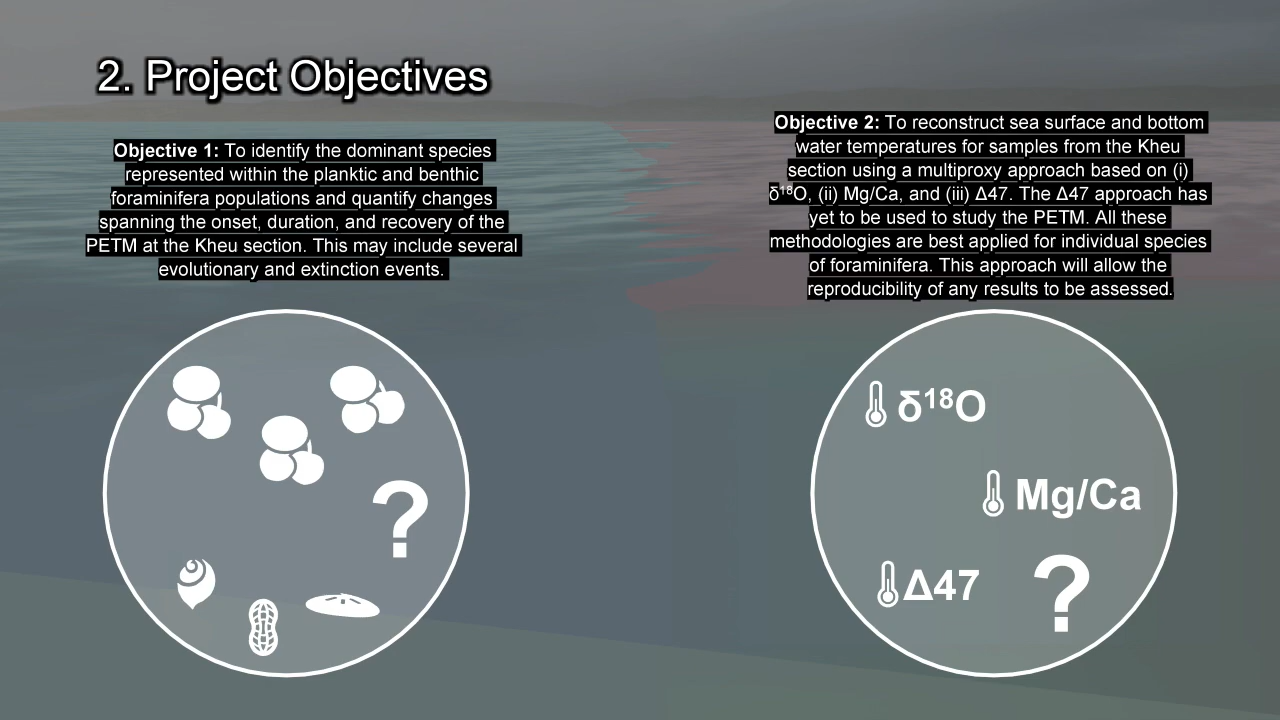 2. Project Objectives
Objective 1: To identify the dominant species
represented within the planktic and benthic
foraminifera populations and quantify changes
spanning the onset, duration, and recovery of the
PETM at the Kheu section. This may include several
evolutionary and extinction events.
Objective 2: To reconstruct sea surface and bottom
water temperatures for samples from the Kheu
section using a multiproxy approach based on (i)
δ¹⁸O, (ii) Mg/Ca, and (iii) Δ47. The Δ47 approach has
yet to be used to study the PETM. All these
methodologies are best applied for individual species
of foraminifera. This approach will allow the
reproducibility of any results to be assessed.
?
δ¹⁸O
Mg/Ca
Δ47
?